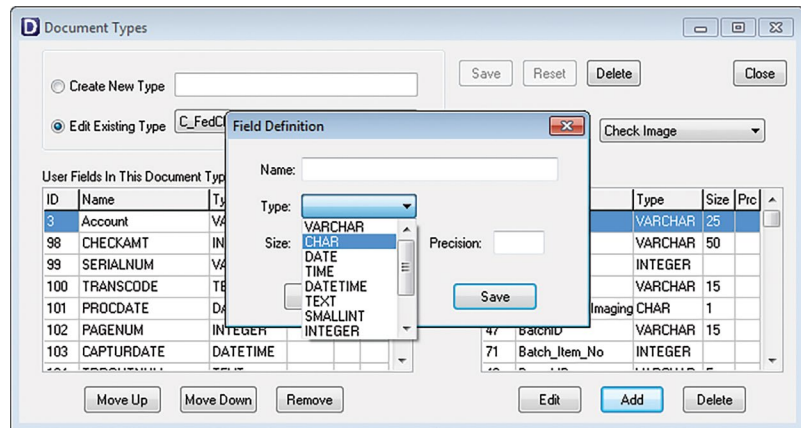 Document Types
Create New Type
Save Reset Delete Close
Edit Existing Type
Check Image
Field Definition
Name:
Type:
VARCHAR
CHAR
DATE
TIME
DATETIME
TEXT
SMALLINT
INTEGER
Size: Precision:
Save
User Fields In This Document
ID Name
3 Account
98 CHECKAMT
99 SERIALNUM
100 TRANSCODE
101 PROCDATE
102 PAGENUM INTEGER
103 CAPTURDATE DATETIME
Type Size Prc
VARCHAR 25
VARCHAR 50
INTEGER
VARCHAR 15
Imaging CHAR 1
47 BatchID VARCHAR 15
71 Batch_Item_No INTEGER
Move Up Move Down Remove Edit Add Delete